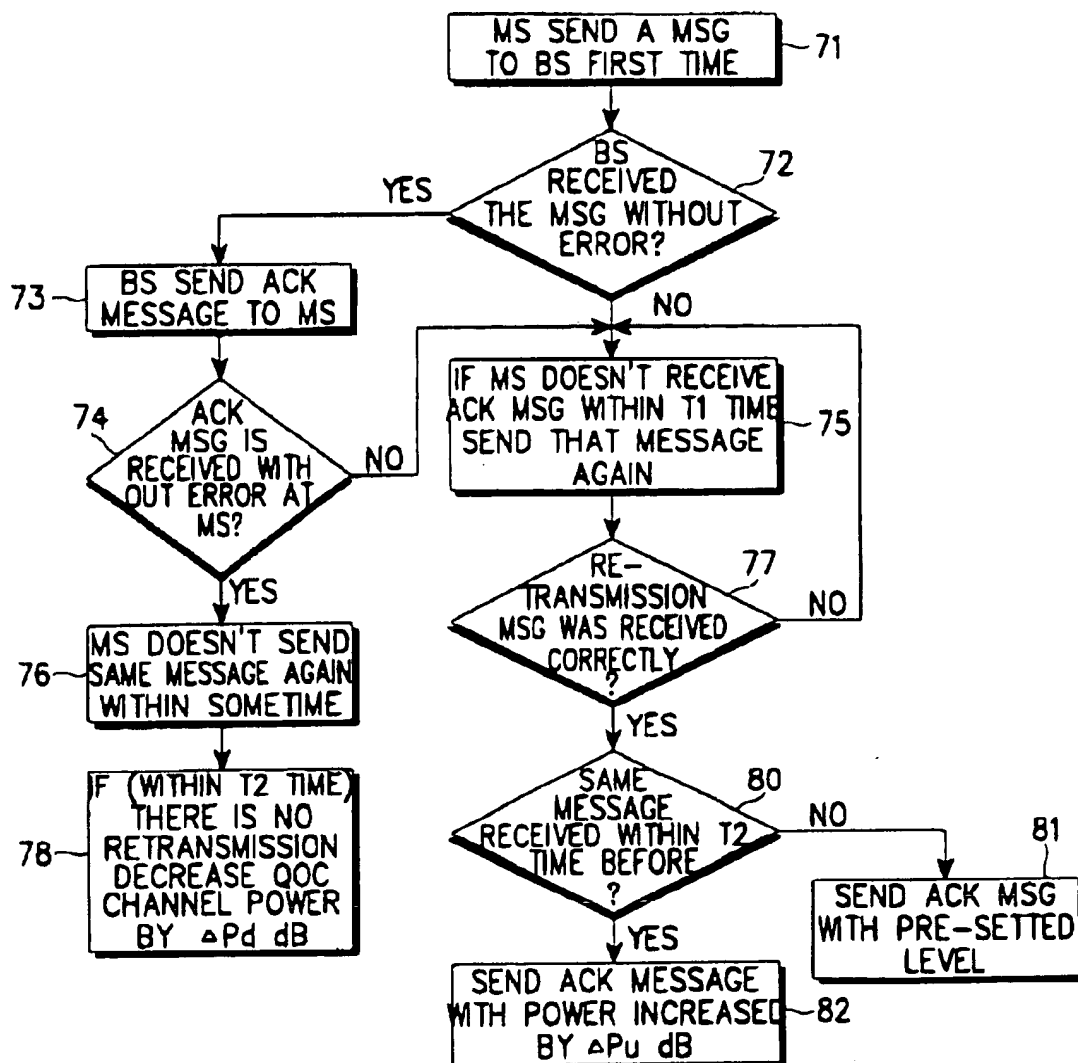 MS SEND A MSG
TO BS FIRST TIME
71
BS
RECEIVED
THE MSG WITHOUT
ERROR?
72
YES
NO
BS SEND ACK
MESSAGE TO MS
73
ACK
MSG IS
RECEIVED WITH
OUT ERROR AT
MS?
74
NO
YES
IF MS DOESN'T RECEIVE
ACK MSG WITHIN T1 TIME
SEND THAT MESSAGE
AGAIN
75
MS DOESN'T SEND
SAME MESSAGE AGAIN
WITHIN SOMETIME
76
RE-
TRANSMISSION
MSG WAS RECEIVED
CORRECTLY
?
77
NO
YES
IF (WITHIN T2 TIME)
THERE IS NO
RETRANSMISSION
DECREASE QOC
CHANNEL POWER
BY △Pd dB
78
SAME
MESSAGE
RECEIVED WITHIN T2
TIME BEFORE
?
80
NO
YES
SEND ACK MSG
WITH PRE-SETTED
LEVEL
81
SEND ACK MESSAGE
WITH POWER INCREASED
BY △Pu dB
82